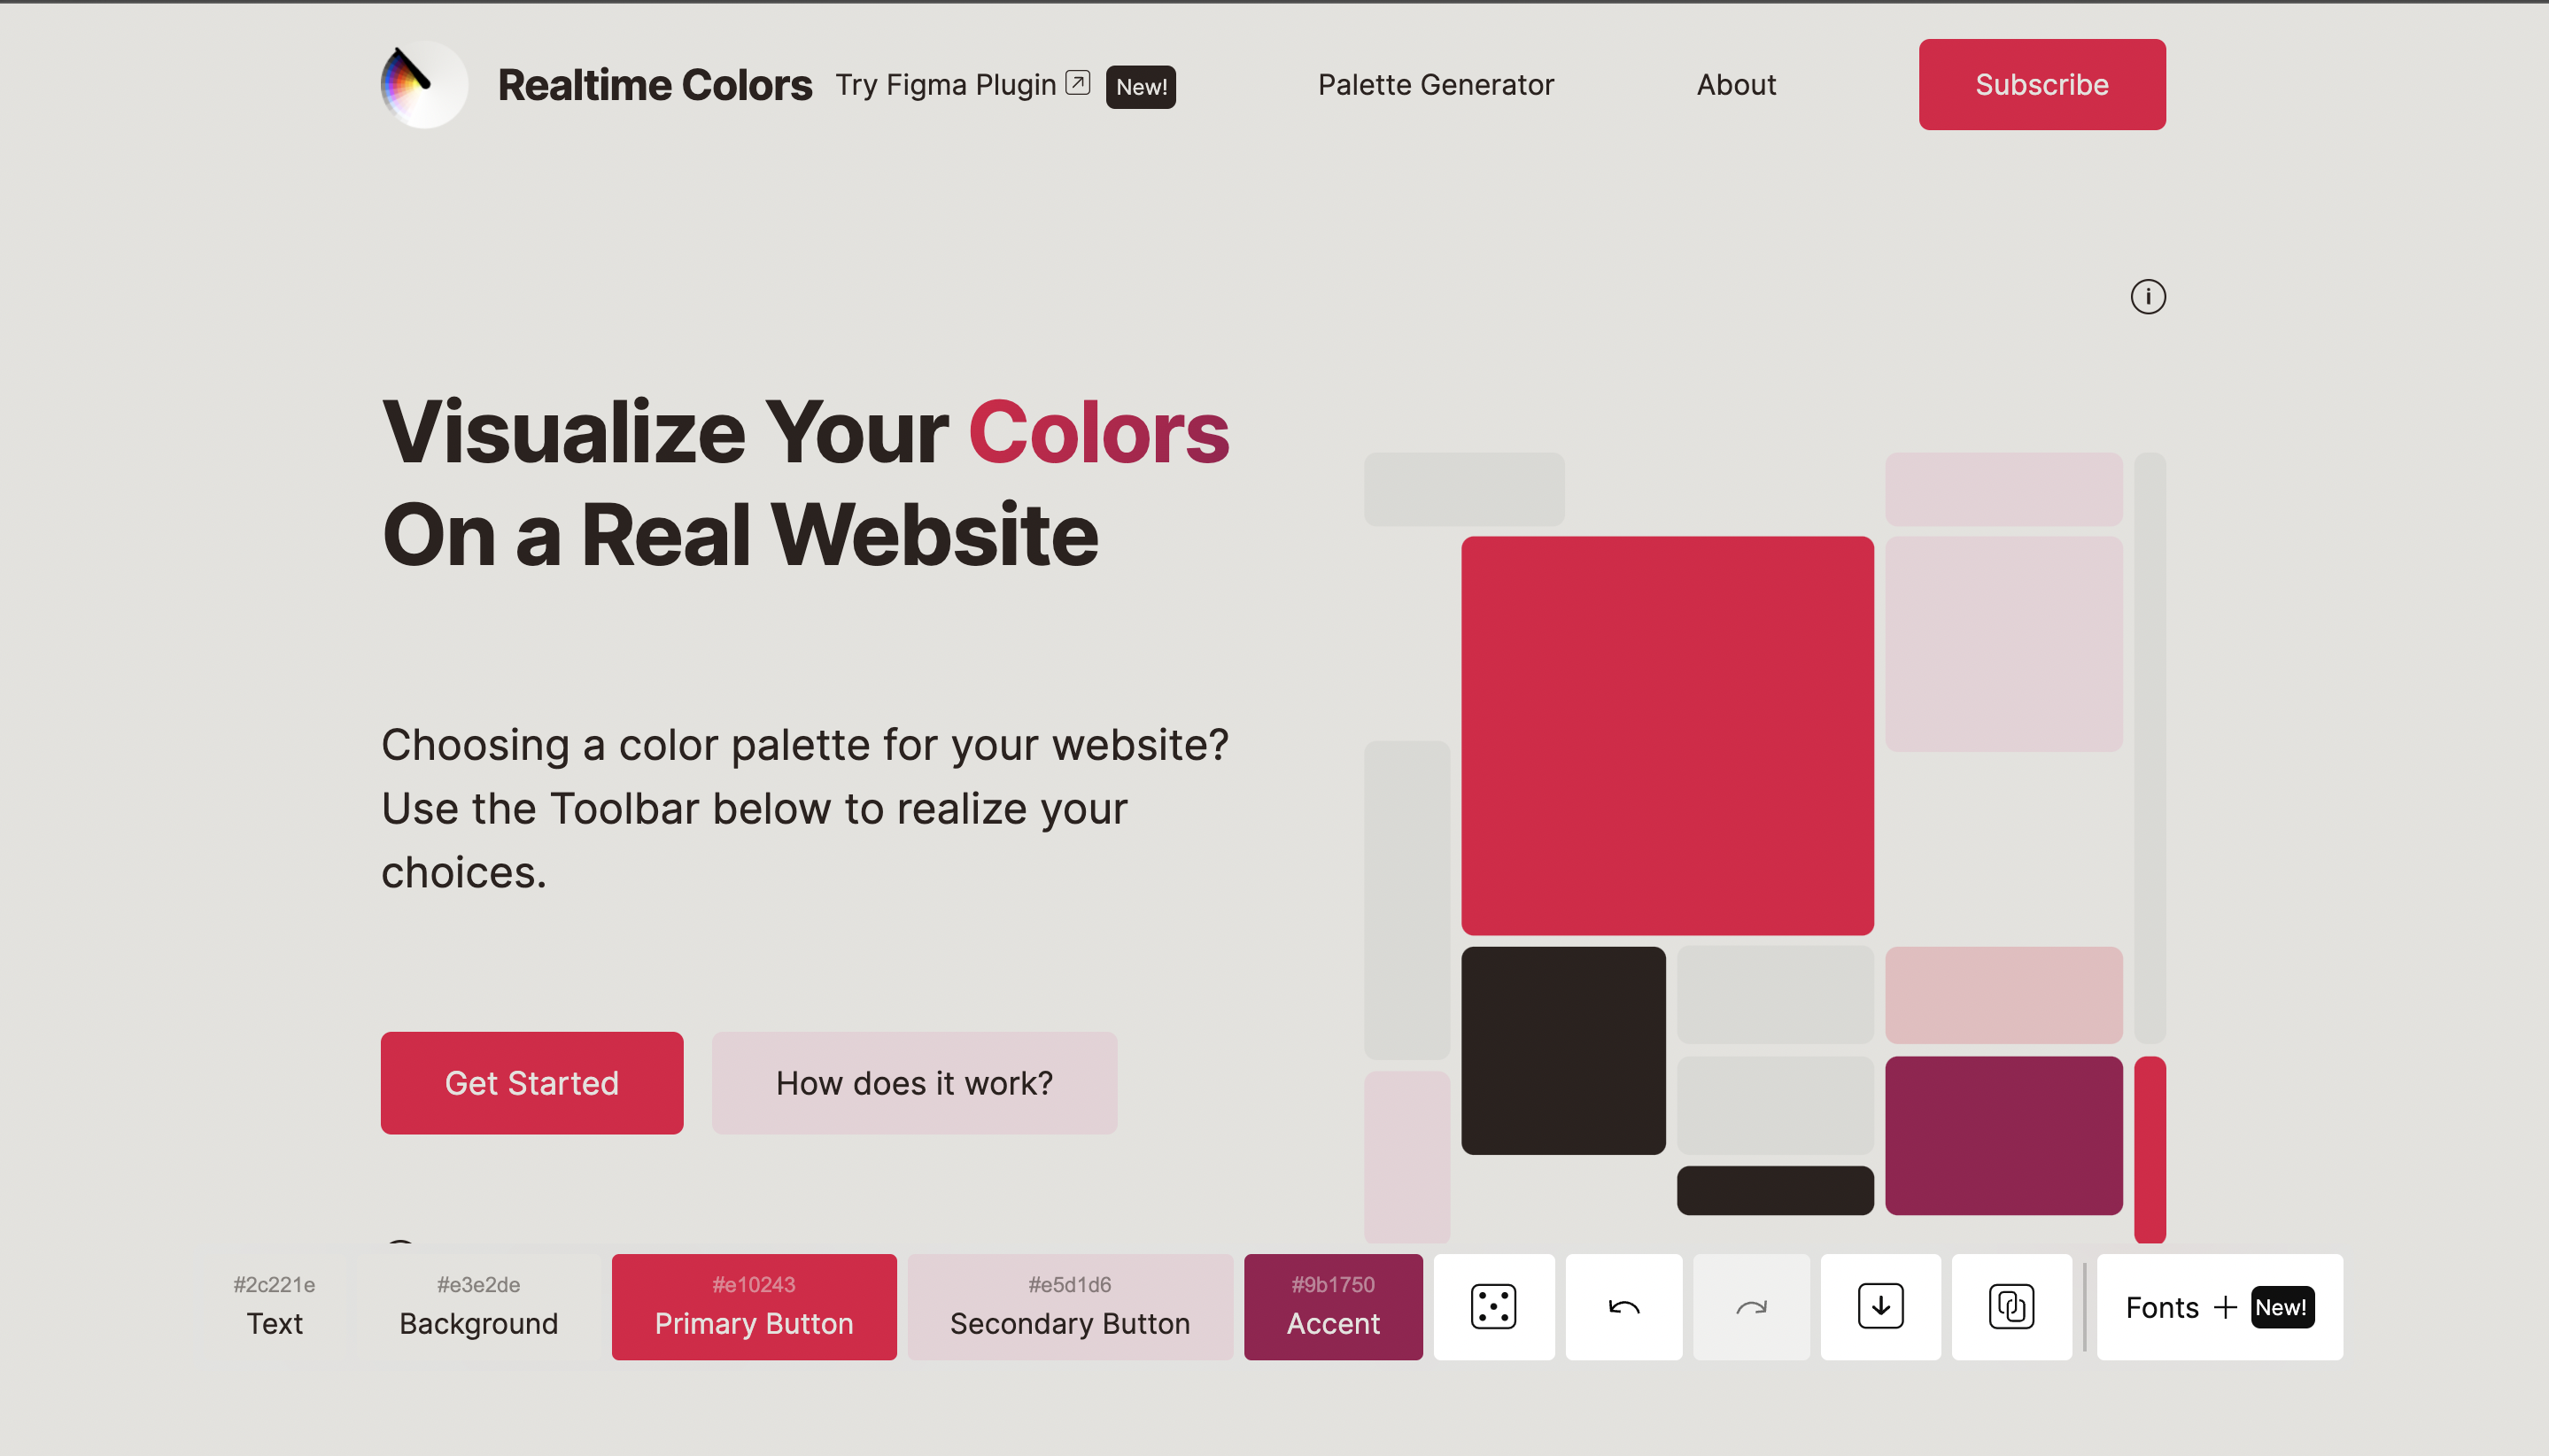 Realtime Colors
Try Figma Plugin New!
Palette Generator
About
Subscribe
Visualize Your Colors
On a Real Website
Choosing a color palette for your website?
Use the Toolbar below to realize your
choices.
Get Started
How does it work?
#2c221e
Text
#e3e2de
Background
#e10243
Primary Button
#e5d1d6
Secondary Button
#9b1750
Accent
Fonts + New!